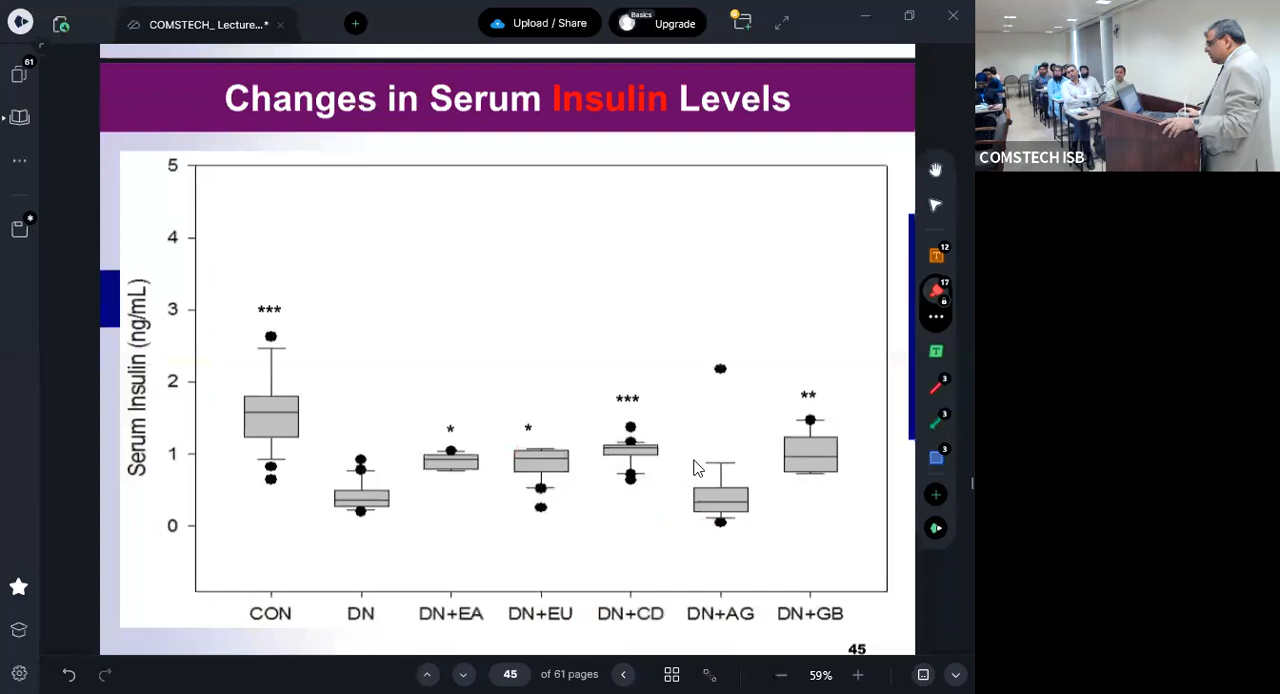 COMSTECH_ Lecture...*
Upload / Share
Basics
Upgrade
61
Changes in Serum Insulin Levels
COMSTECH ISB
5
4
3
2
1
0
Serum Insulin (ng/mL)
***
*
*
***
**
CON DN DN+EA DN+EU DN+CD DN+AG DN+GB
45
12
17
3
3
3
45 of 61 pages
59%